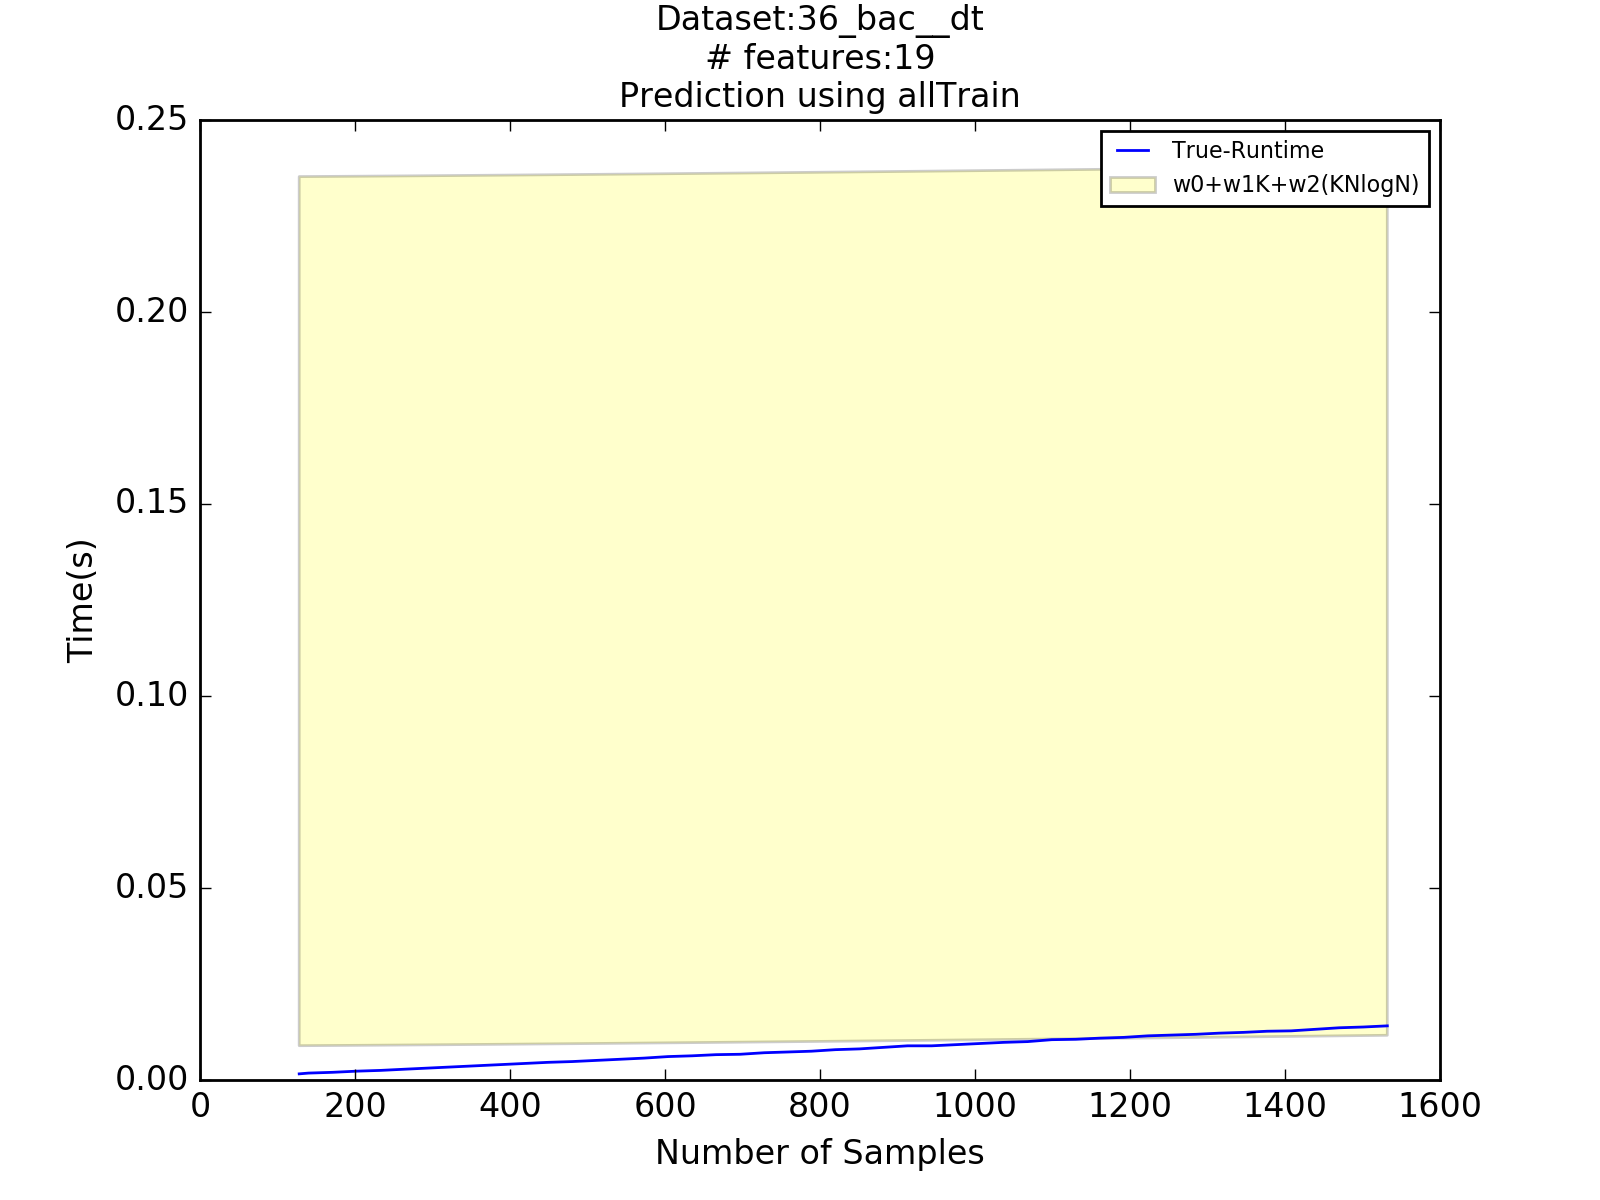 Dataset:36_bac__dt
# features:19
Prediction using allTrain
True-Runtime
w0+w1K+w2(KNlogN)
0.25
0.20
0.15
0.10
0.05
0.00
Time(s)
0 200 400 600 800 1000 1200 1400 1600
Number of Samples